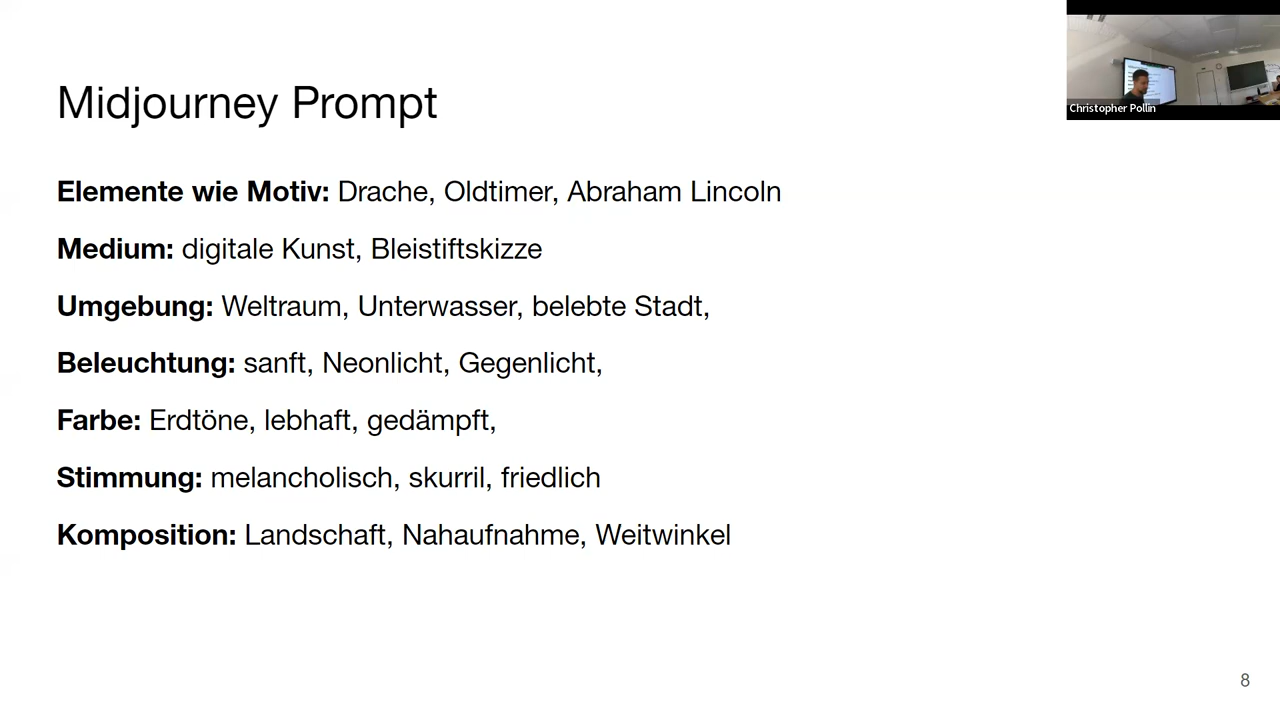 Midjourney Prompt
Christopher Pollin
Elemente wie Motiv: Drache, Oldtimer, Abraham Lincoln
Medium: digitale Kunst, Bleistiftskizze
Umgebung: Weltraum, Unterwasser, belebte Stadt,
Beleuchtung: sanft, Neonlicht, Gegenlicht,
Farbe: Erdtöne, lebhaft, gedämpft,
Stimmung: melancholisch, skurril, friedlich
Komposition: Landschaft, Nahaufnahme, Weitwinkel
8